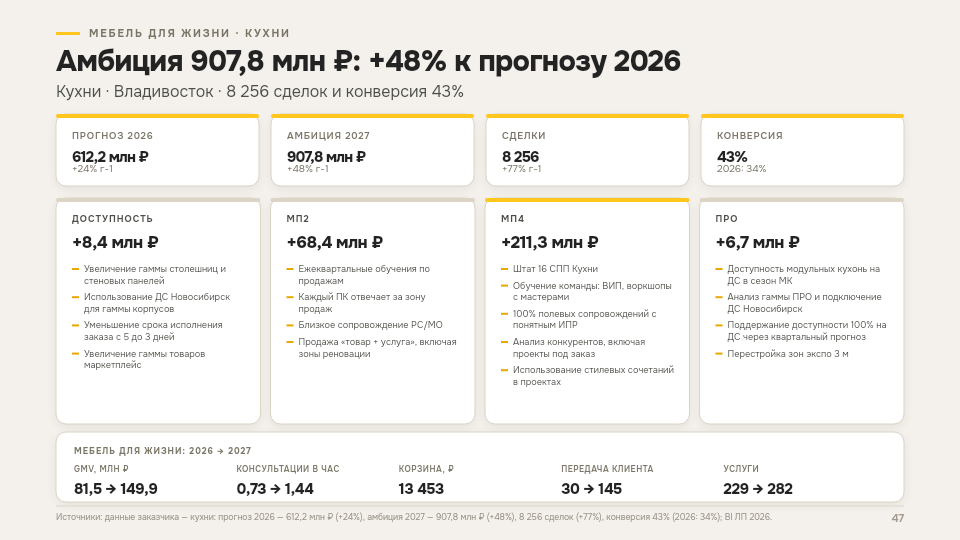 МЕБЕЛЬ ДЛЯ ЖИЗНИ · КУХНИ
Амбиция 907,8 млн ₽: +48% к прогнозу 2026
Кухни · Владивосток · 8 256 сделок и конверсия 43%
ПРОГНОЗ 2026
612,2 млн ₽
+24% г-1
АМБИЦИЯ 2027
907,8 млн ₽
+48% г-1
СДЕЛКИ
8 256
+77% г-1
КОНВЕРСИЯ
43%
2026: 34%
ДОСТУПНОСТЬ
+8,4 млн ₽
Увеличение гаммы столешниц и
стеновых панелей
Использование ДС Новосибирск
для гаммы корпусов
Уменьшение срока исполнения
заказа с 5 до 3 дней
Увеличение гаммы товаров
маркетплейс
МП2
+68,4 млн ₽
Ежеквартальные обучения по
продажам
Каждый ПК отвечает за зону
продаж
Близкое сопровождение РС/МО
Продажа «товар + услуга», включая
зоны реновации
МП4
+211,3 млн ₽
Штат 16 СПП Кухни
Обучение команды: ВИП, воркшопы
с мастерами
100% полевых сопровождений с
понятным ИПР
Анализ конкурентов, включая
проекты под заказ
Использование стилевых сочетаний
в проектах
ПРО
+6,7 млн ₽
Доступность модульных кухонь на
ДС в сезон МК
Анализ гаммы ПРО и подключение
ДС Новосибирск
Поддержание доступности 100% на
ДС через квартальный прогноз
Перестройка зон экспо 3 м
МЕБЕЛЬ ДЛЯ ЖИЗНИ: 2026 → 2027
GMV, МЛН ₽
81,5 → 149,9
КОНСУЛЬТАЦИИ В ЧАС
0,73 → 1,44
КОРЗИНА, ₽
13 453
ПЕРЕДАЧА КЛИЕНТА
30 → 145
УСЛУГИ
229 → 282
Источники: данные заказчика — кухни: прогноз 2026 — 612,2 млн ₽ (+24%), амбиция 2027 — 907,8 млн ₽ (+48%), 8 256 сделок (+77%), конверсия 43% (2026: 34%); BI ЛП 2026.
47